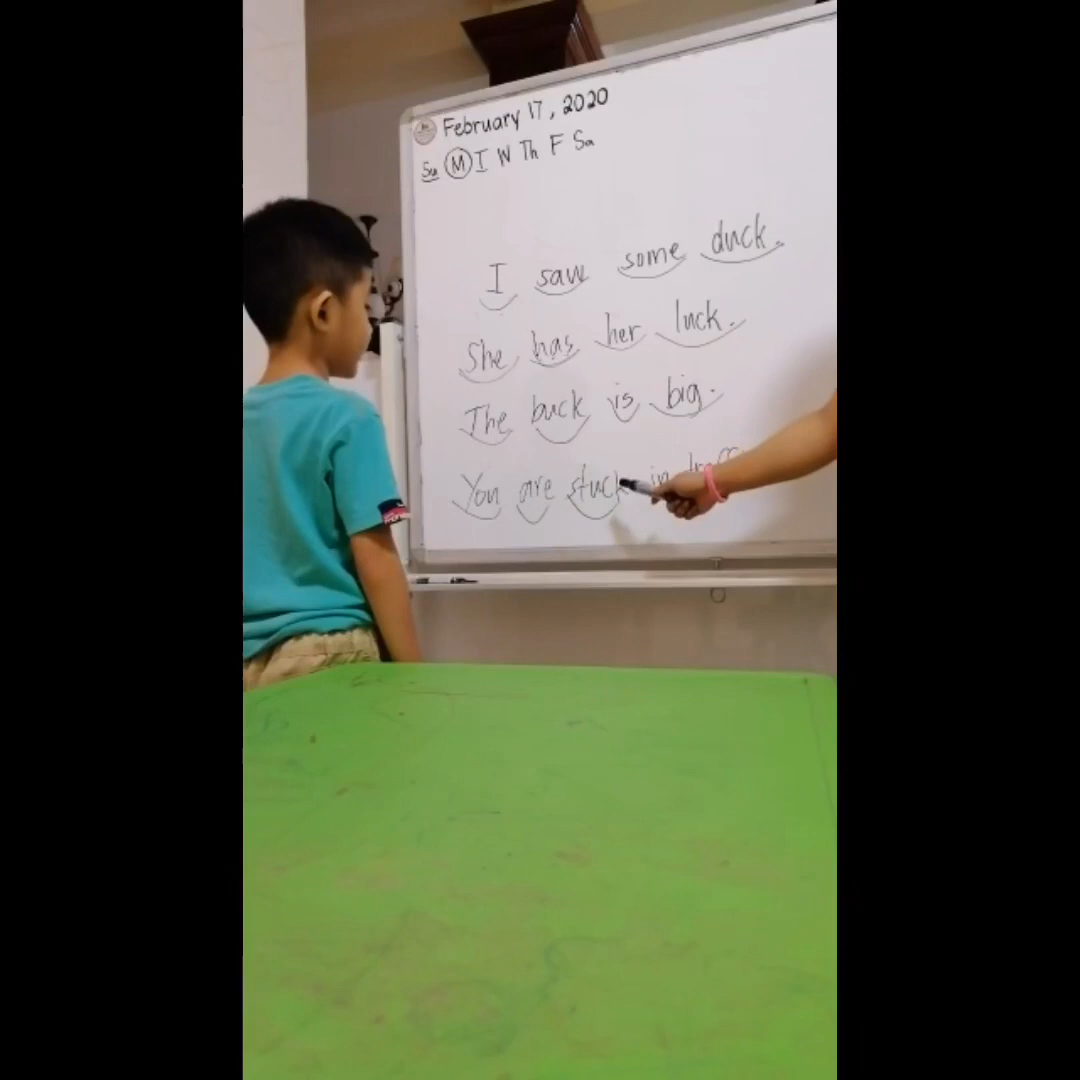 February 17, 2020
Su M T W Th F Sa
I saw some duck.
She has her luck.
The buck is big.
You are stuck in